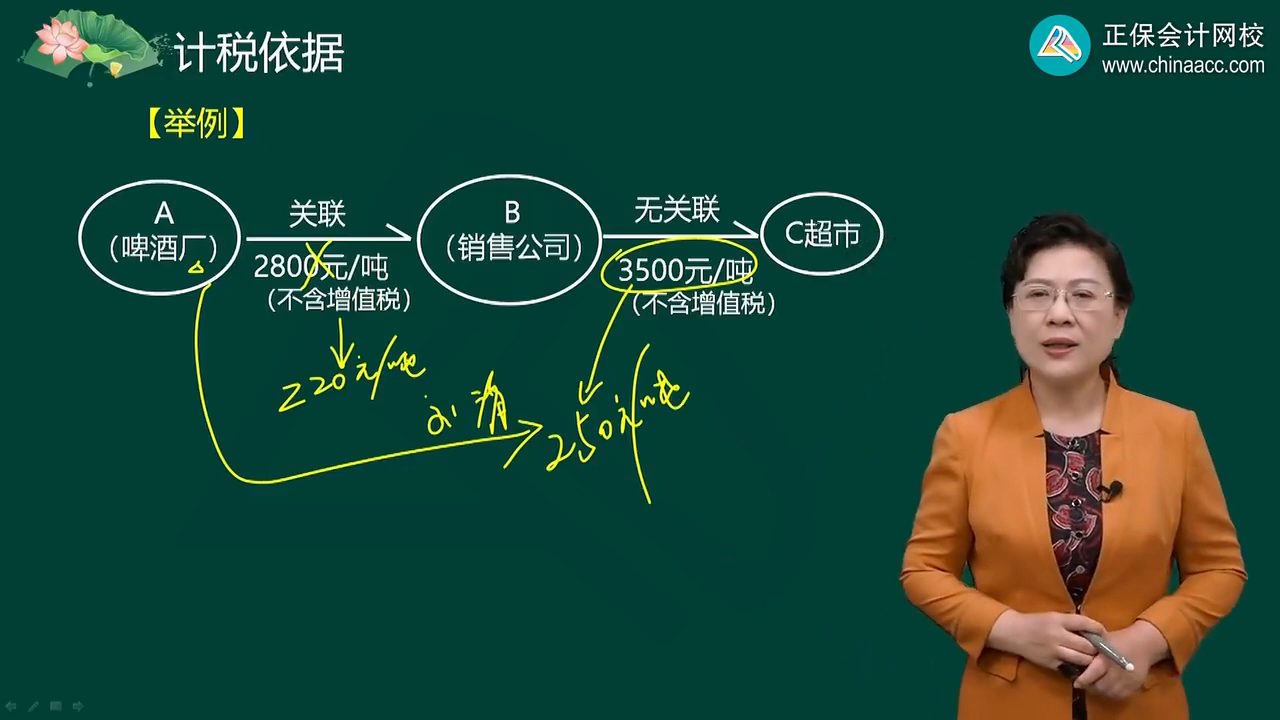 计税依据
正保会计网校
www.chinaacc.com
【举例】
A
（啤酒厂）
关联
2800元/吨
（不含增值税）
B
（销售公司）
无关联
3500元/吨
（不含增值税）
C超市
220元/吨
250元/吨